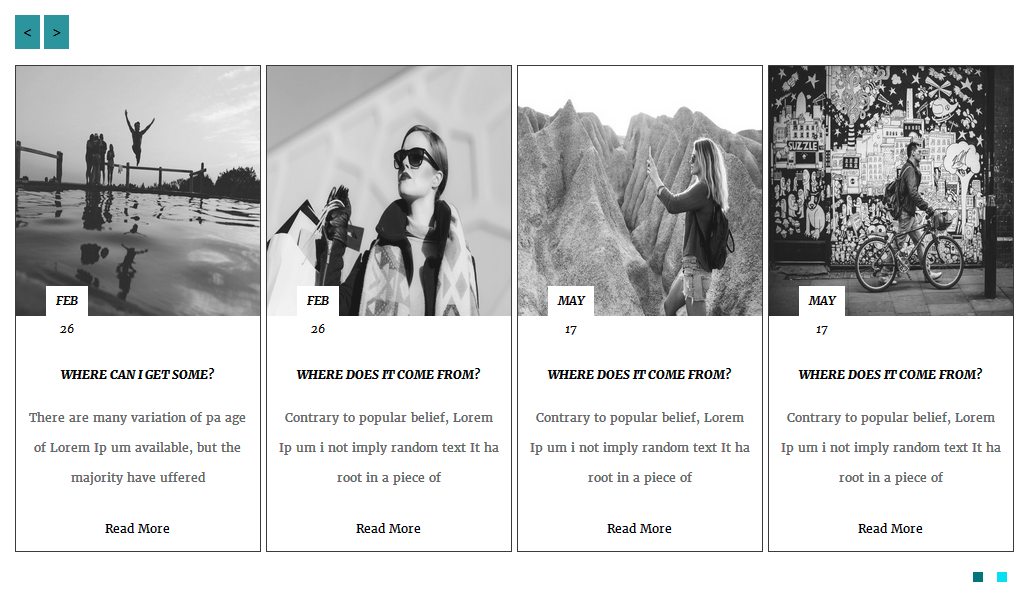 < >
SUZZLE
FEB
26
WHERE CAN I GET SOME?
There are many variation of pa age
of Lorem Ip um available, but the
majority have uffered
Read More
FEB
26
WHERE DOES IT COME FROM?
Contrary to popular belief, Lorem
Ip um i not imply random text It ha
root in a piece of
Read More
MAY
17
WHERE DOES IT COME FROM?
Contrary to popular belief, Lorem
Ip um i not imply random text It ha
root in a piece of
Read More
MAY
17
WHERE DOES IT COME FROM?
Contrary to popular belief, Lorem
Ip um i not imply random text It ha
root in a piece of
Read More